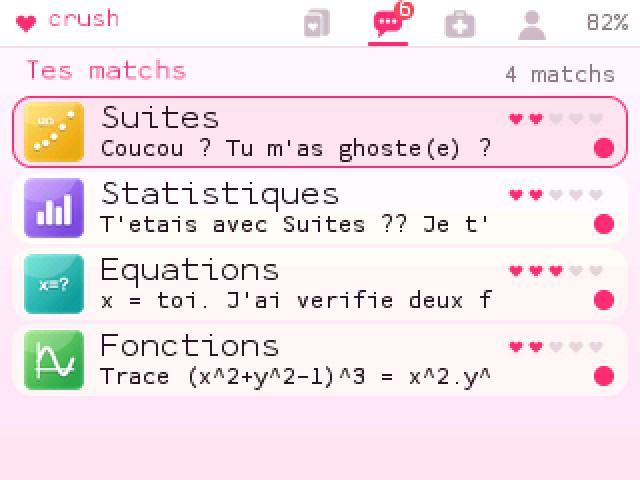 crush
6
82%
Tes matchs
4 matchs
Suites
Coucou ? Tu m'as ghoste(e) ?
Statistiques
T'etais avec Suites ?? Je t'
x=?
Equations
x = toi. J'ai verifie deux f
Fonctions
Trace (x^2+y^2-1)^3 = x^2.y^